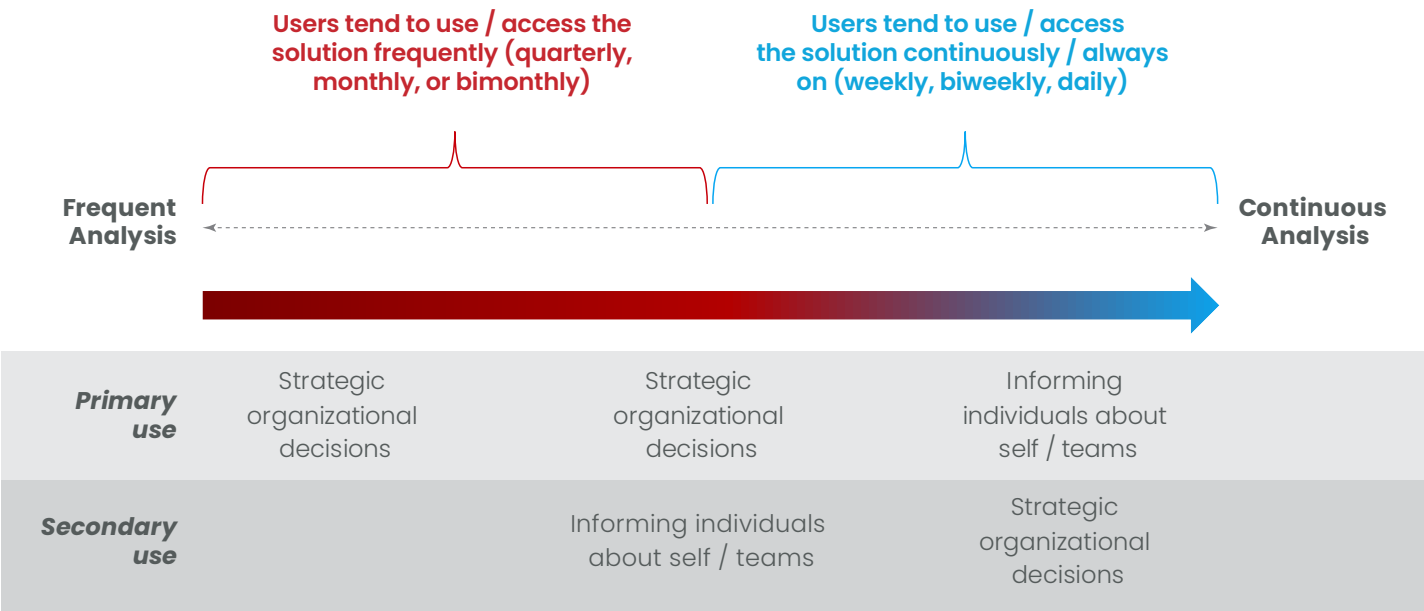 Users tend to use / access the
solution frequently (quarterly,
monthly, or bimonthly)
Users tend to use / access
the solution continuously / always
on (weekly, biweekly, daily)
Frequent
Analysis
Continuous
Analysis
Primary
use
Strategic
organizational
decisions
Strategic
organizational
decisions
Informing
individuals about
self / teams
Secondary
use
Informing individuals
about self / teams
Strategic
organizational
decisions